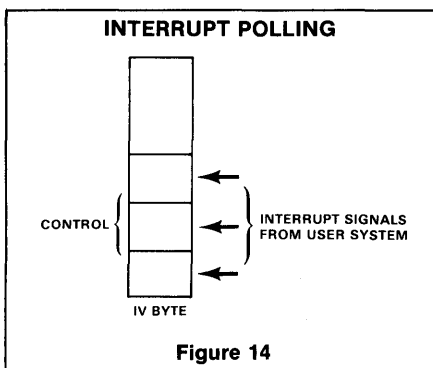 INTERRUPT POLLING
CONTROL
INTERRUPT SIGNALS
FROM USER SYSTEM
IV BYTE
Figure 14